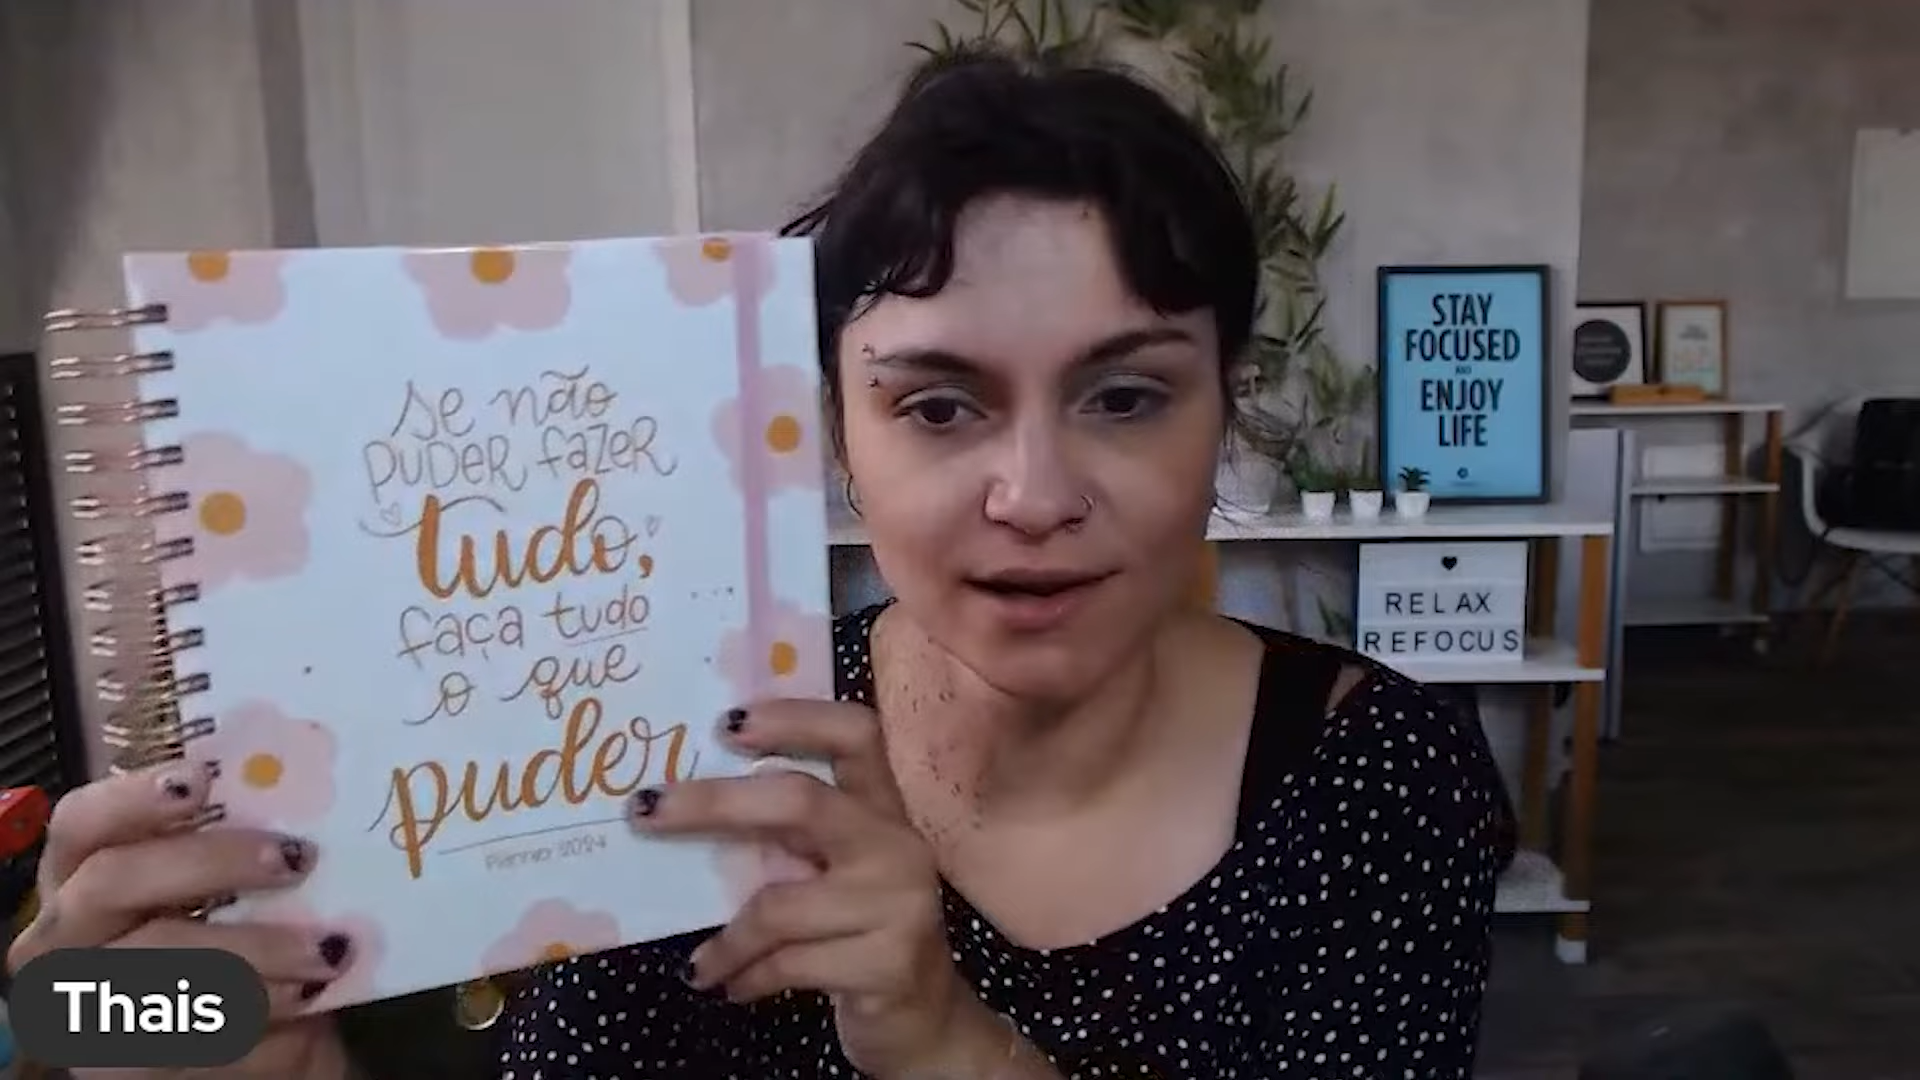 se não
PUDER fazer
tudo,
faça tudo
o que
puder
Planner 2024
STAY
FOCUSED
AND
ENJOY
LIFE
RELAX
REFOCUS
Thais